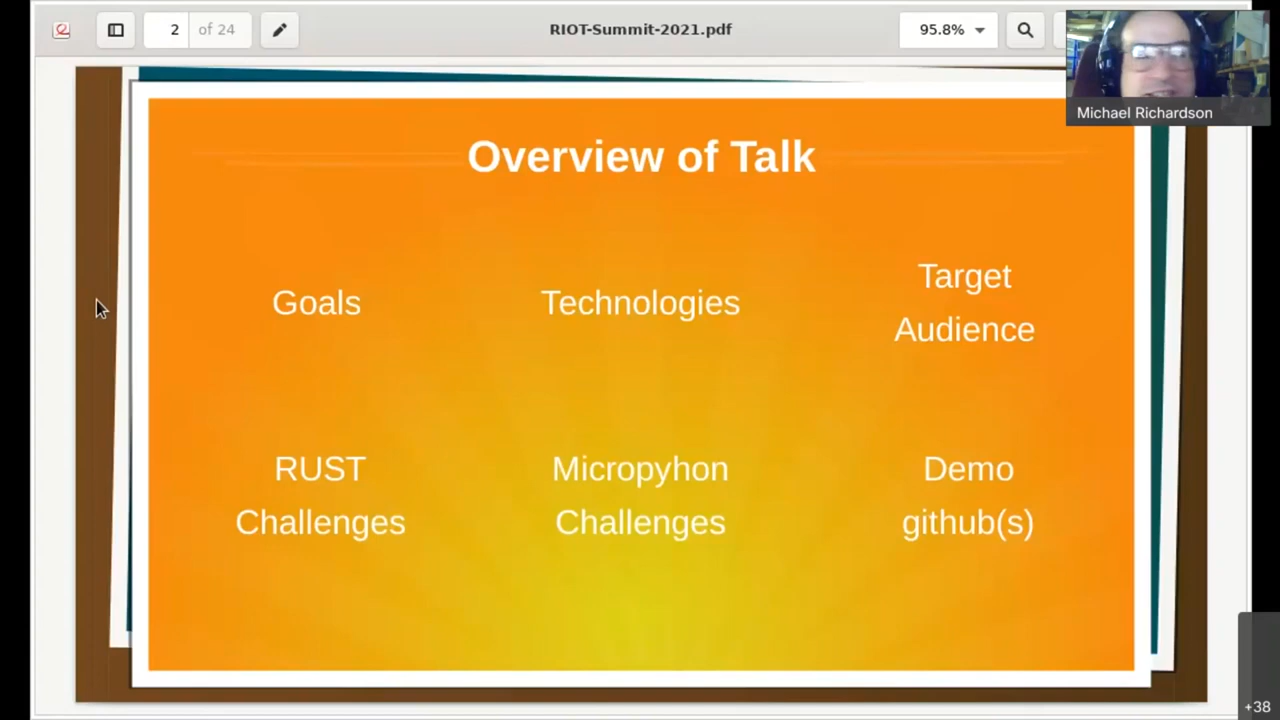 2 of 24
RIOT-Summit-2021.pdf
95.8%
Michael Richardson
Overview of Talk
Goals
Technologies
Target
Audience
RUST
Challenges
Micropyhon
Challenges
Demo
github(s)
+38